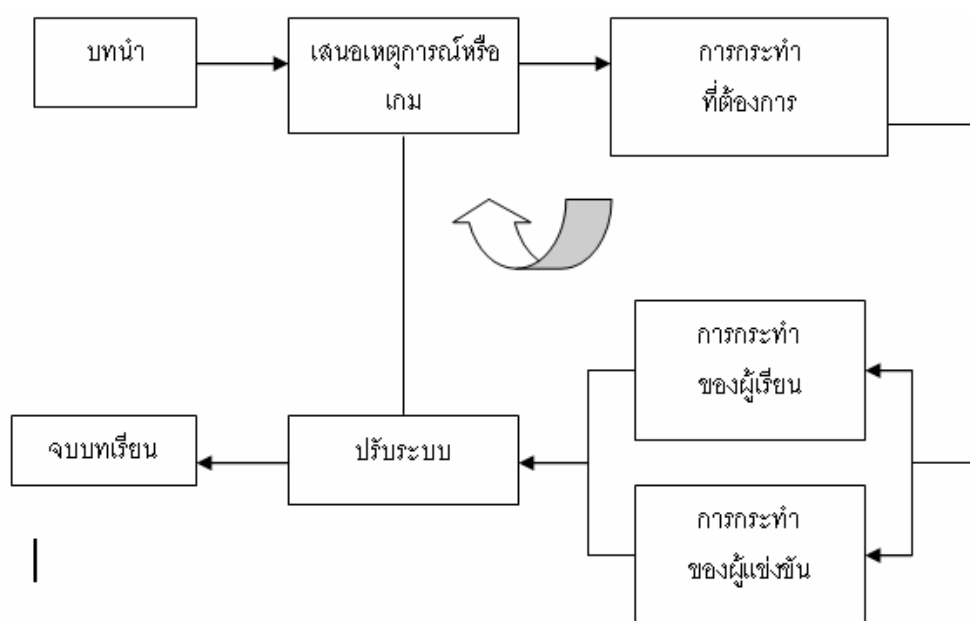 บทนำ
เสนอเหตุการณ์หรือ
เกม
การกระทำ
ที่ต้องการ
การกระทำ
ของผู้เรียน
จบบทเรียน
ปรับระบบ
การกระทำ
ของผู้แข่งขัน